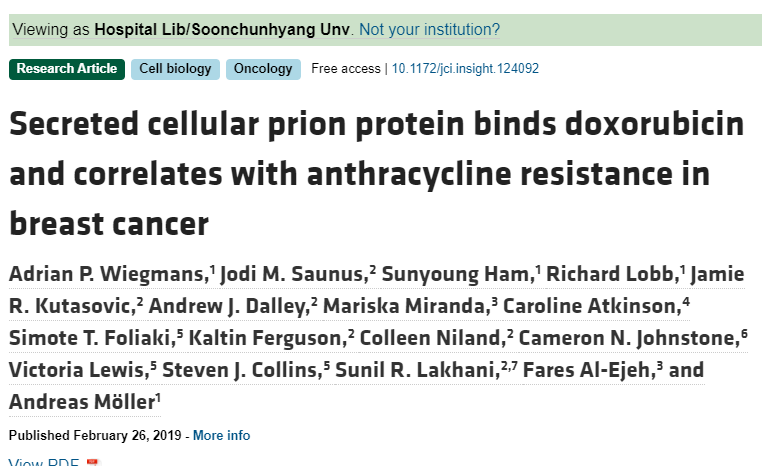 Viewing as Hospital Lib/Soonchunhyang Unv. Not your institution?
Research Article Cell biology Oncology Free access | 10.1172/jci.insight.124092
Secreted cellular prion protein binds doxorubicin
and correlates with anthracycline resistance in
breast cancer
Adrian P. Wiegmans,¹ Jodi M. Saunus,² Sunyoung Ham,¹ Richard Lobb,¹ Jamie
R. Kutasovic,² Andrew J. Dalley,² Mariska Miranda,³ Caroline Atkinson,⁴
Simote T. Foliaki,⁵ Kaltin Ferguson,² Colleen Niland,² Cameron N. Johnstone,⁶
Victoria Lewis,⁵ Steven J. Collins,⁵ Sunil R. Lakhani,²,⁷ Fares Al-Ejeh,³ and
Andreas Möller¹
Published February 26, 2019 - More info
View PDF